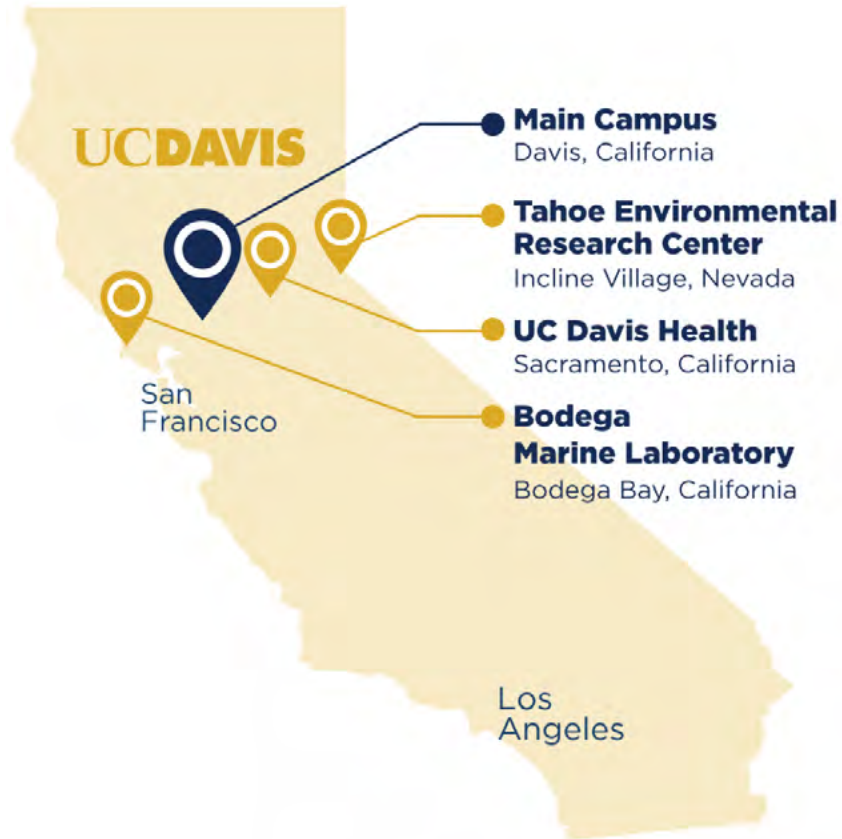 UCDAVIS
Main Campus
Davis, California
Tahoe Environmental
Research Center
Incline Village, Nevada
UC Davis Health
Sacramento, California
Bodega
Marine Laboratory
Bodega Bay, California
San
Francisco
Los
Angeles